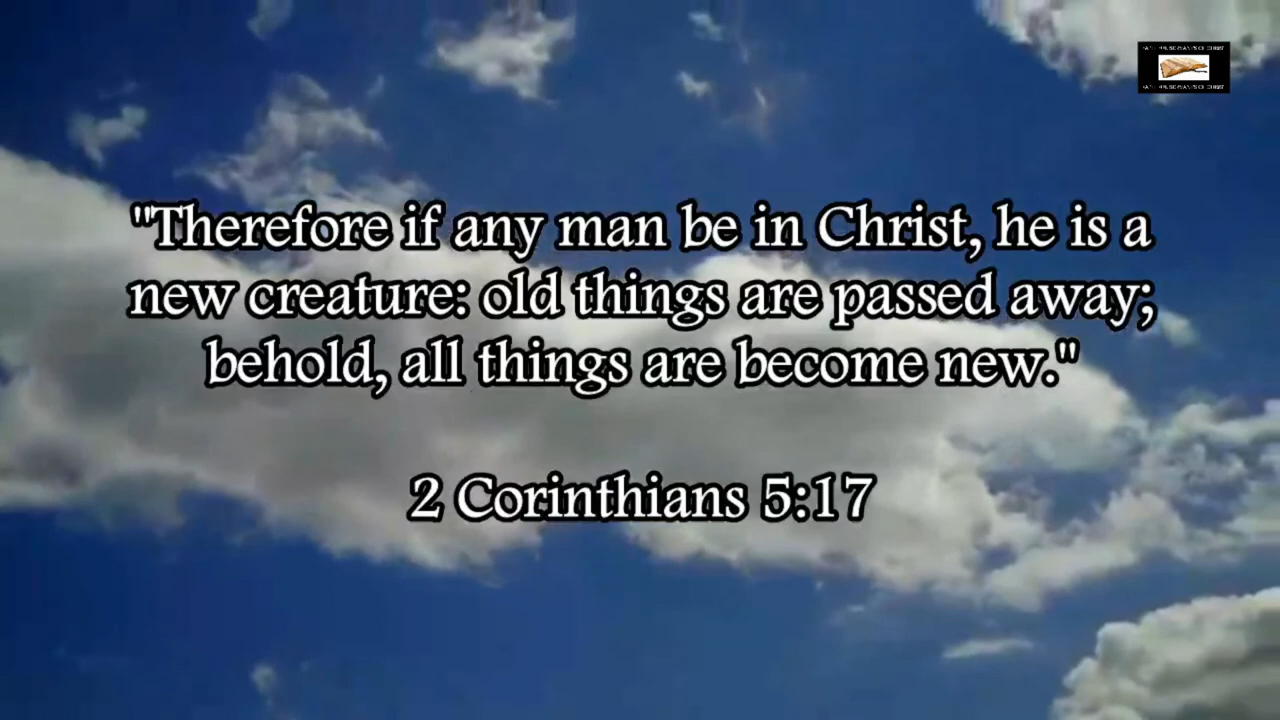 "Therefore if any man be in Christ, he is a
new creature: old things are passed away;
behold, all things are become new."
2 Corinthians 5:17